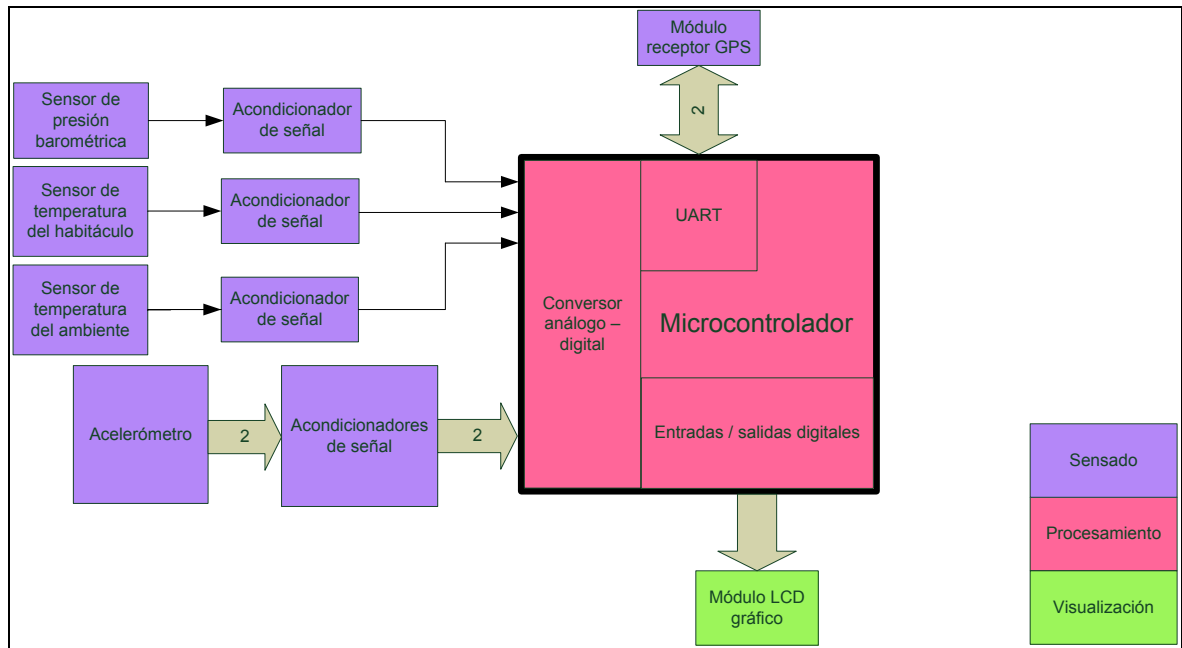 Módulo
receptor GPS
2
Sensor de
presión
barométrica
Acondicionador
de señal
Sensor de
temperatura
del habitáculo
Acondicionador
de señal
Sensor de
temperatura
del ambiente
Acondicionador
de señal
UART
Conversor
análogo –
digital
Microcontrolador
Acelerómetro
2
Acondicionadores
de señal
2
Entradas / salidas digitales
Módulo LCD
gráfico
Sensado
Procesamiento
Visualización